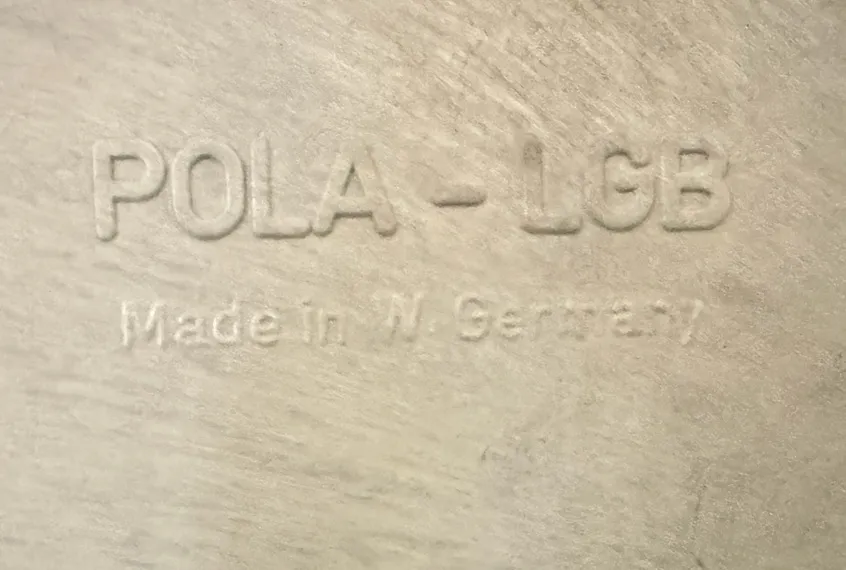 POLA - LGB
Made in W. Germany